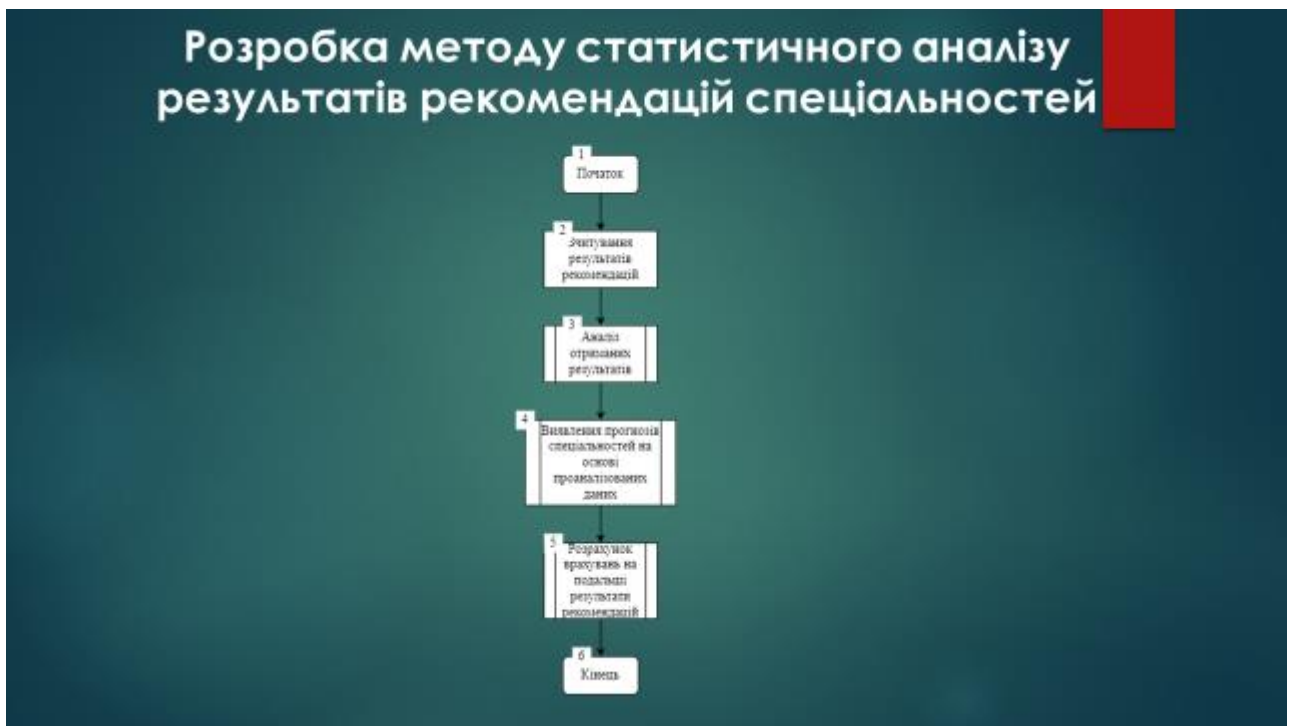 Розробка методу статистичного аналізу
результатів рекомендацій спеціальностей
1
Початок
2
Зчитування
результатів
рекомендацій
3
Аналіз
отриманих
результатів
4
Виявлення прогнозів
спеціальностей на
основі
проаналізованих
даних
5
Розрахунок
врахувань на
подальші
результати
рекомендацій
6
Кінець